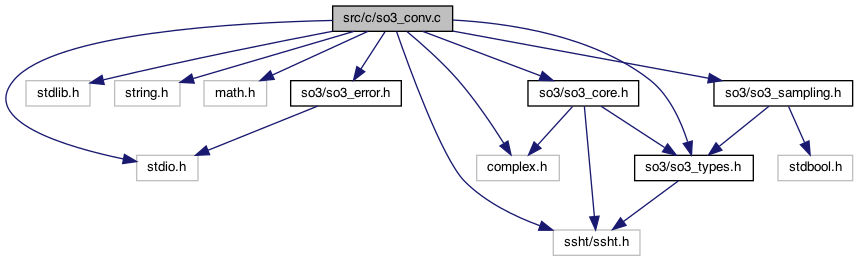 src/c/so3_conv.c
stdlib.h
string.h
math.h
so3/so3_error.h
so3/so3_core.h
so3/so3_sampling.h
stdio.h
complex.h
so3/so3_types.h
stdbool.h
ssht/ssht.h